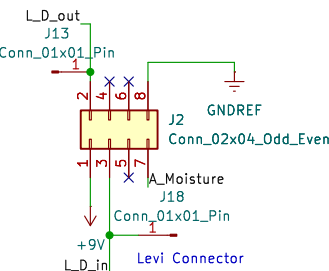 L_D_out
J13
Conn_01x01_Pin
1
2 4 6 8
GNDREF
J2
Conn_02x04_Odd_Even
1 3 5 7
A_Moisture
J18
Conn_01x01_Pin
1
+9V
Levi Connector
L_D_in